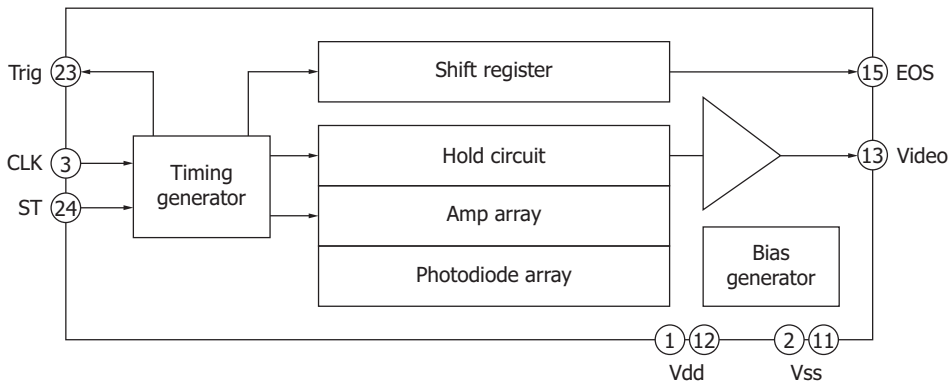 Trig 23
Shift register
15 EOS
CLK 3
Timing
generator
Hold circuit
13 Video
ST 24
Amp array
Photodiode array
Bias
generator
1 12 2 11
Vdd Vss